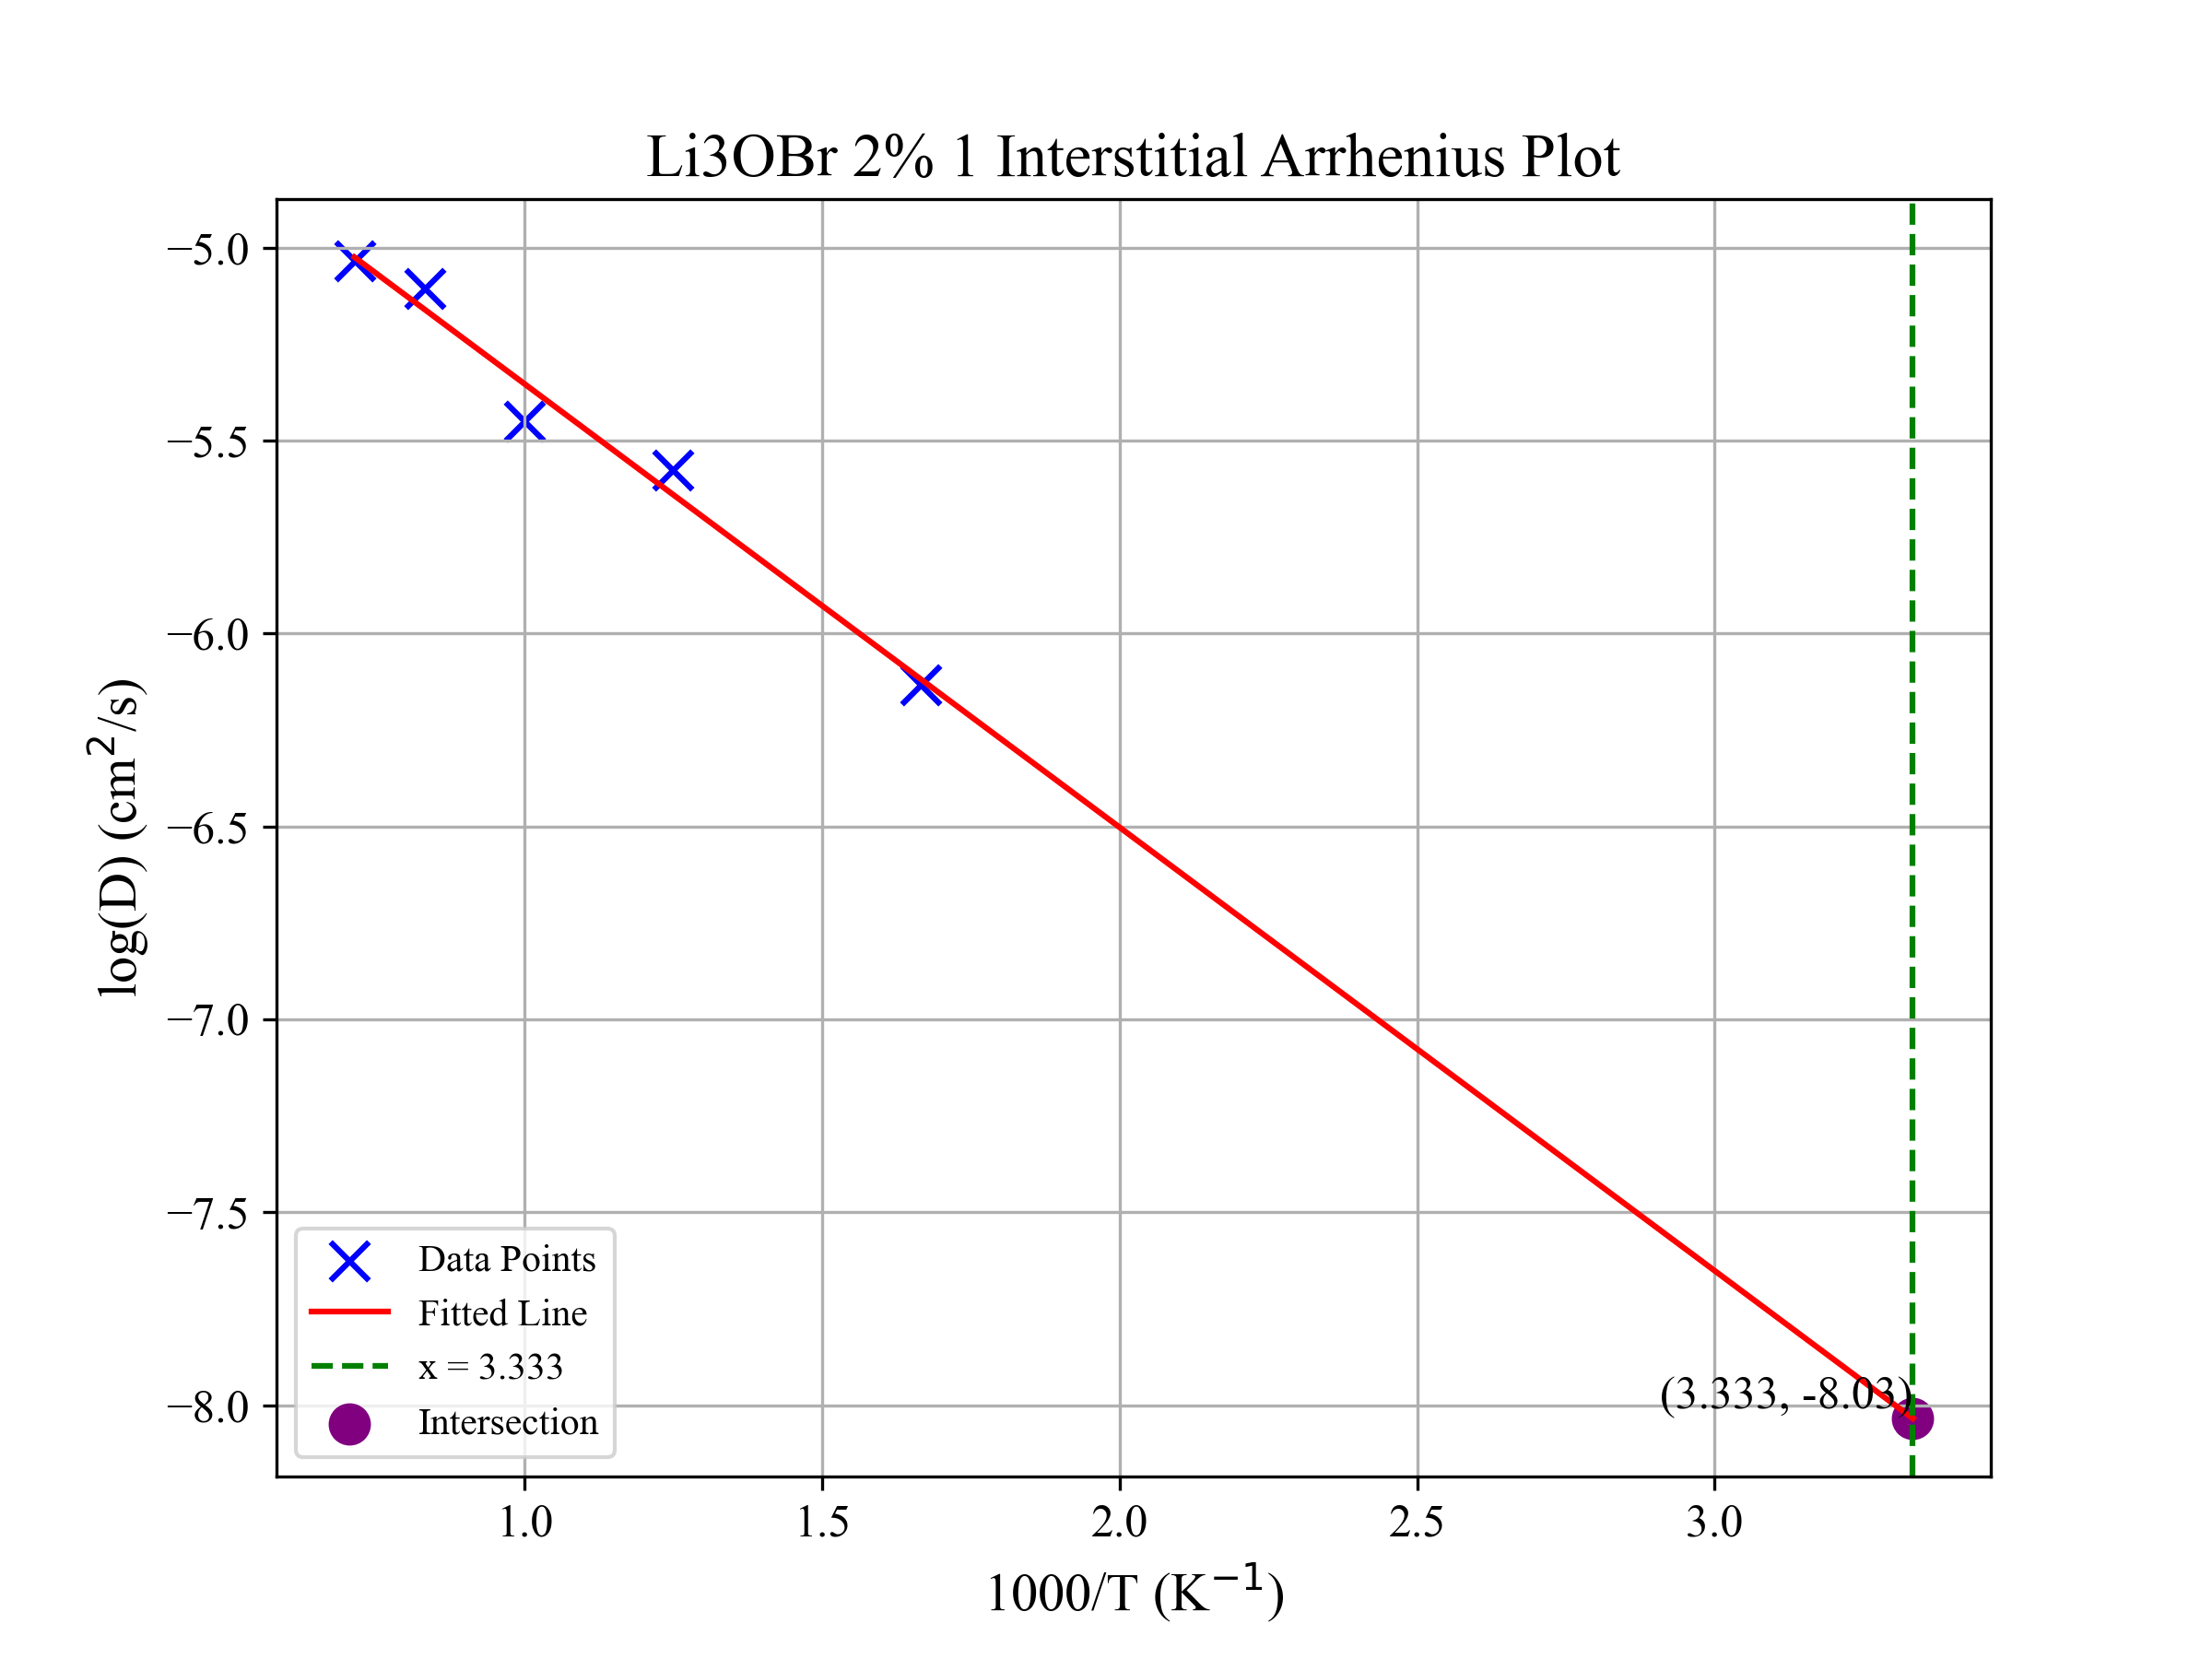 Li3OBr 2% 1 Interstitial Arrhenius Plot
log(D) (cm²/s)
−5.0
−5.5
−6.0
−6.5
−7.0
−7.5
−8.0
Data Points
Fitted Line
x = 3.333
Intersection
(3.333, -8.03)
1.0 1.5 2.0 2.5 3.0
1000/T (K⁻¹)